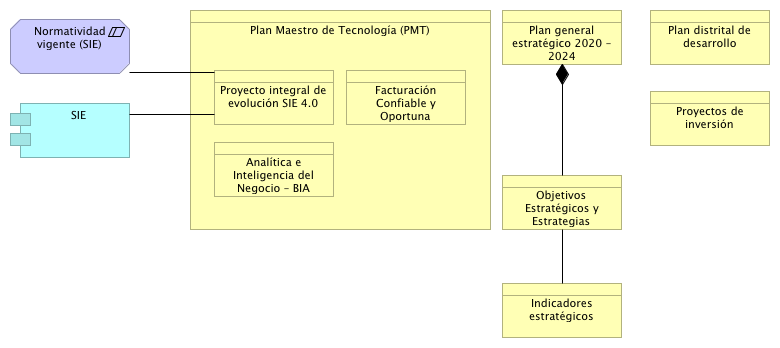 Normatividad
vigente (SIE)
SIE
Plan Maestro de Tecnología (PMT)
Proyecto integral de
evolución SIE 4.0
Facturación
Confiable y
Oportuna
Analítica e
Inteligencia del
Negocio – BIA
Plan general
estratégico 2020 –
2024
Objetivos
Estratégicos y
Estrategias
Indicadores
estratégicos
Plan distrital de
desarrollo
Proyectos de
inversión